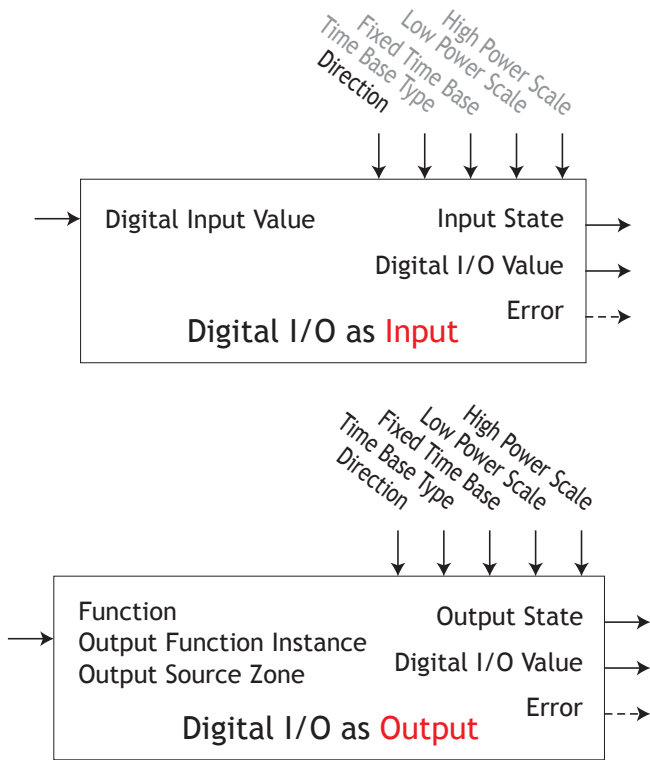 High Power Scale
Low Power Scale
Fixed Time Base
Time Base Type
Direction
Digital Input Value
Input State
Digital I/O Value
Error
Digital I/O as Input
High Power Scale
Low Power Scale
Fixed Time Base
Time Base Type
Direction
Function
Output Function Instance
Output Source Zone
Output State
Digital I/O Value
Error
Digital I/O as Output